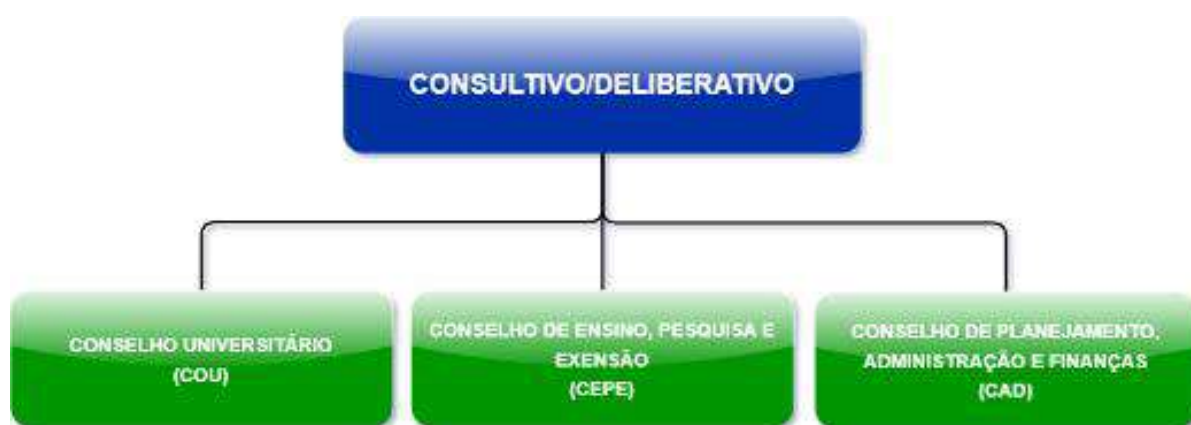 CONSULTIVO/DELIBERATIVO
CONSELHO UNIVERSITÁRIO
(COU)
CONSELHO DE ENSINO, PESQUISA E
EXENSÃO
(CEPE)
CONSELHO DE PLANEJAMENTO,
ADMINISTRAÇÃO E FINANÇAS
(CAD)